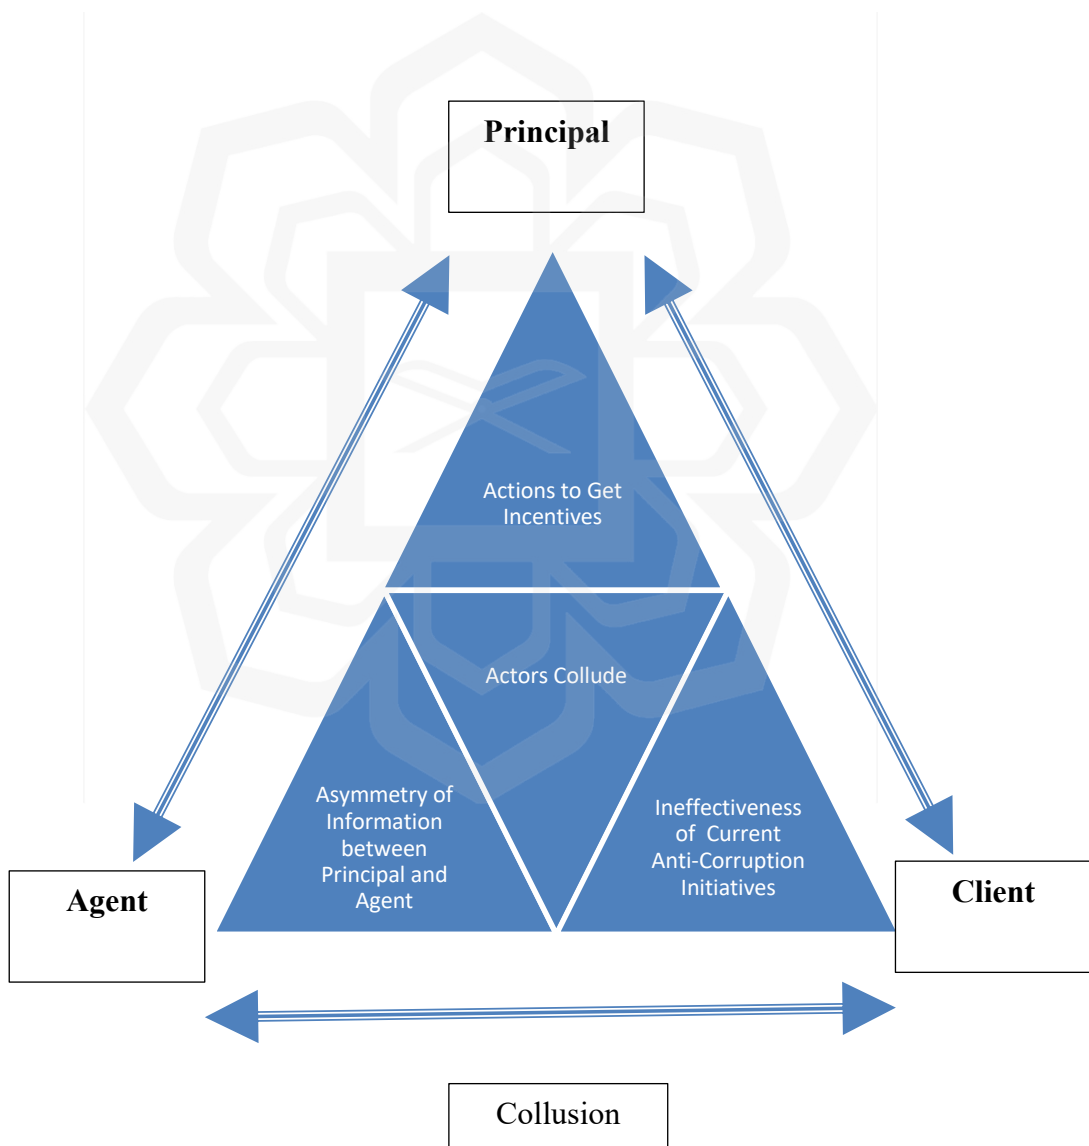 Principal
Actions to Get
Incentives
Actors Collude
Asymmetry of
Information
between
Principal and
Agent
Ineffectiveness
of Current
Anti-Corruption
Initiatives
Agent
Client
Collusion